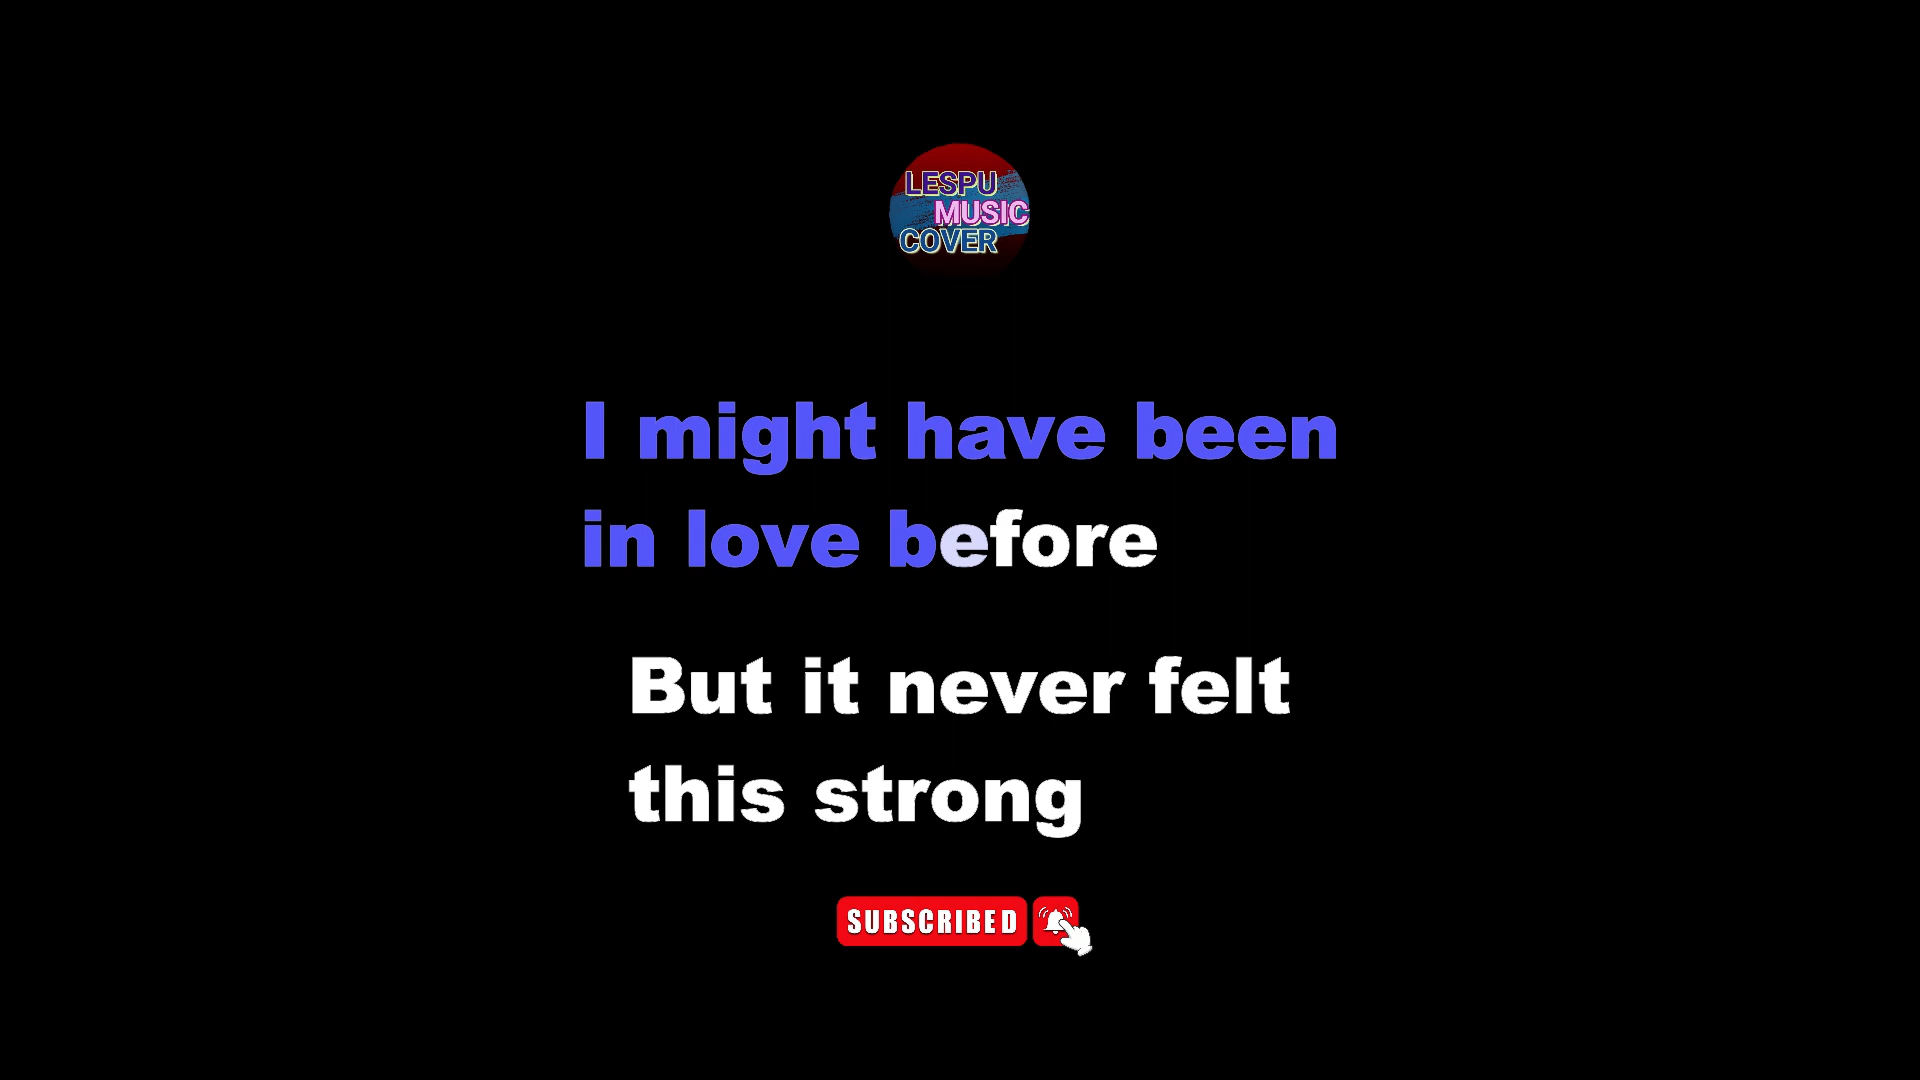 LESPU
MUSIC
COVER
I might have been
in love before
But it never felt
this strong
SUBSCRIBED